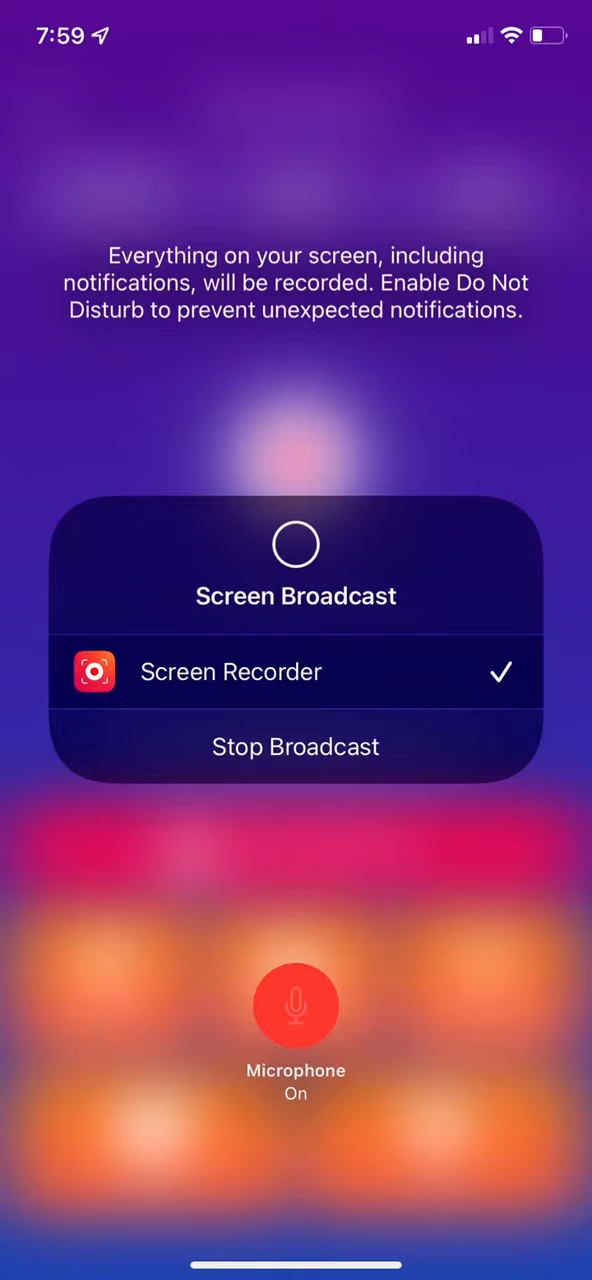 7:59
Everything on your screen, including
notifications, will be recorded. Enable Do Not
Disturb to prevent unexpected notifications.
Screen Broadcast
Screen Recorder
Stop Broadcast
Microphone
On